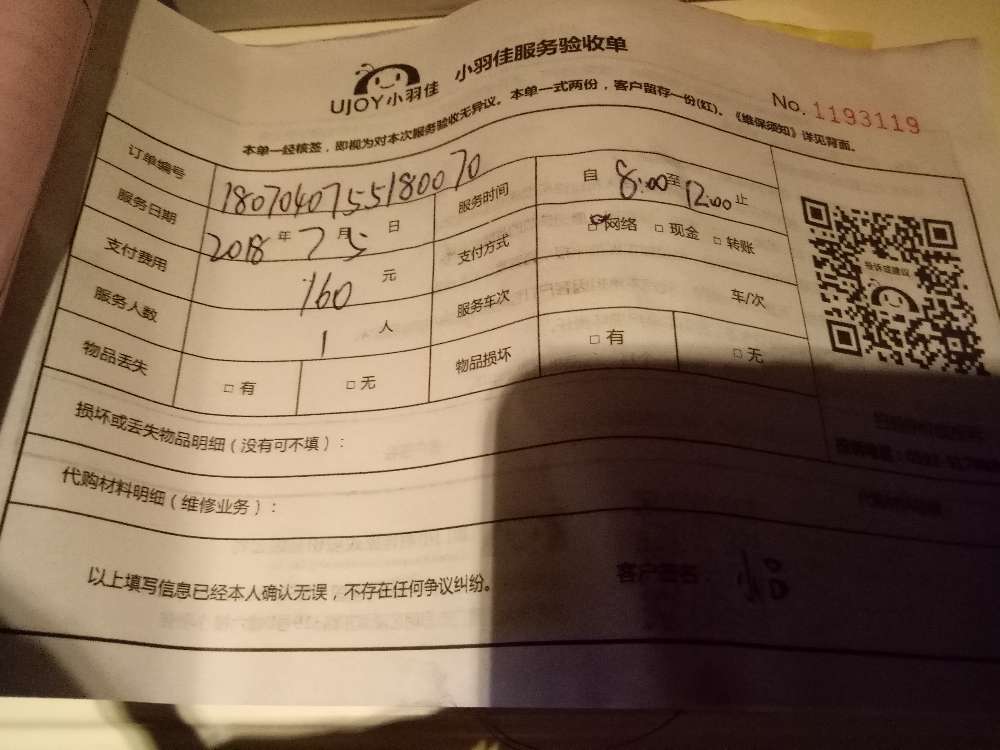 UJOY小羽佳 小羽佳服务验收单
No. 1193119
本单一经核签，即视为对本次服务验收无异议。本单一式两份，客户留存一份(红)。《维保须知》详见背面。
订单编号 180704075518007​0 服务时间 自 8:00 至 12:00 止
服务日期 2018 年 7 月 5 日 支付方式 □网络 □现金 □转账
支付费用 160 元 服务车次 车/次
服务人数 1 人 物品损坏 □有 □无
物品丢失 □有 □无
投诉或建议
损坏或丢失物品明细（没有可不填）：
代购材料明细（维修业务）：
以上填写信息已经本人确认无误，不存在任何争议纠纷。 客户签名：